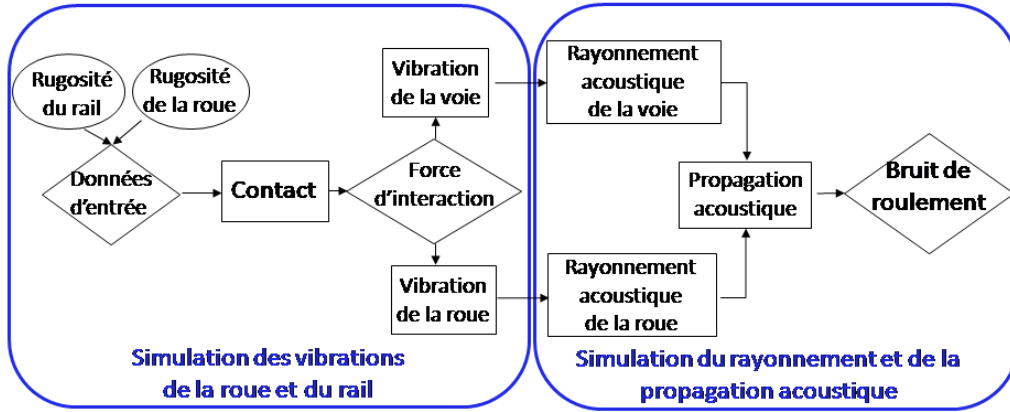 Rugosité
du rail
Rugosité
de la roue
Données
d'entrée
Contact
Vibration
de la voie
Force
d'interaction
Vibration
de la roue
Simulation des vibrations
de la roue et du rail
Rayonnement
acoustique
de la voie
Propagation
acoustique
Bruit de
roulement
Rayonnement
acoustique
de la roue
Simulation du rayonnement et de la
propagation acoustique